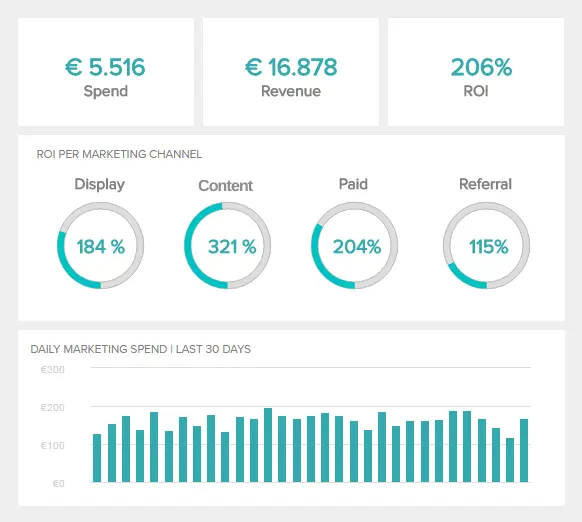 € 5.516
Spend
€ 16.878
Revenue
206%
ROI
ROI PER MARKETING CHANNEL
Display
184 %
Content
321 %
Paid
204%
Referral
115%
DAILY MARKETING SPEND | LAST 30 DAYS
€300
€200
€100
€0